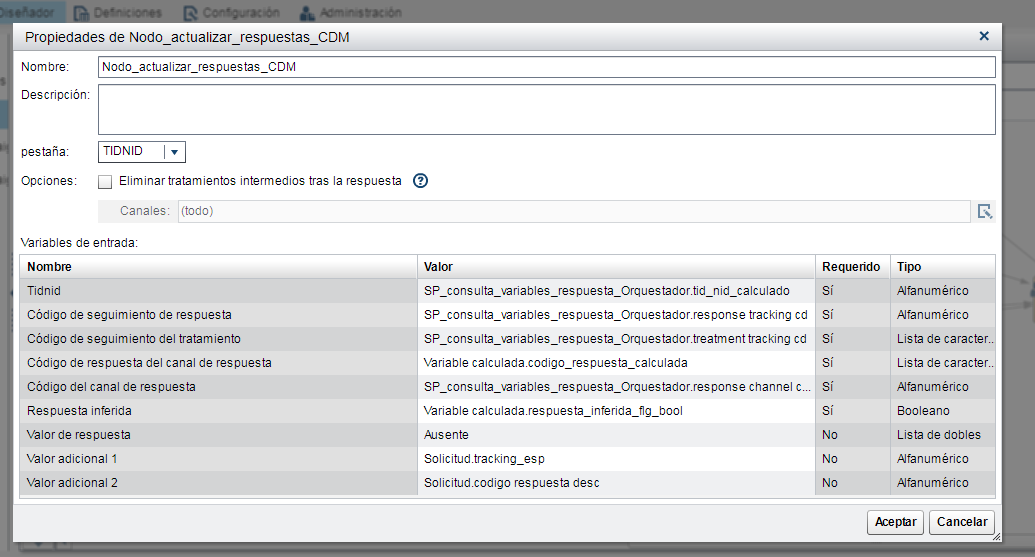 Diseñador Definiciones Configuración Administración
Propiedades de Nodo_actualizar_respuestas_CDM
Nombre: Nodo_actualizar_respuestas_CDM
Descripción:
pestaña: TIDNID
Opciones: Eliminar tratamientos intermedios tras la respuesta ?
Canales: (todo)
Variables de entrada:
Nombre Valor Requerido Tipo
Tidnid SP_consulta_variables_respuesta_Orquestador.tid_nid_calculado Sí Alfanumérico
Código de seguimiento de respuesta SP_consulta_variables_respuesta_Orquestador.response tracking cd Sí Alfanumérico
Código de seguimiento del tratamiento SP_consulta_variables_respuesta_Orquestador.treatment tracking cd Sí Lista de caracter...
Código de respuesta del canal de respuesta Variable calculada.codigo_respuesta_calculada Sí Lista de caracter...
Código del canal de respuesta SP_consulta_variables_respuesta_Orquestador.response channel c... Sí Alfanumérico
Respuesta inferida Variable calculada.respuesta_inferida_flg_bool Sí Booleano
Valor de respuesta Ausente No Lista de dobles
Valor adicional 1 Solicitud.tracking_esp No Alfanumérico
Valor adicional 2 Solicitud.codigo respuesta desc No Alfanumérico
Aceptar Cancelar